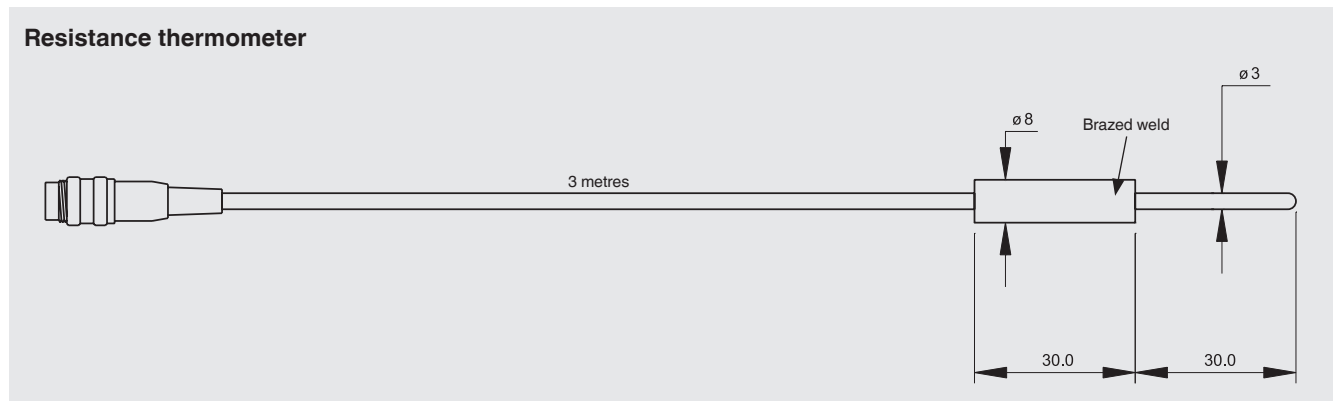 Resistance thermometer
ø 3
ø 8
Brazed weld
3 metres
30.0
30.0